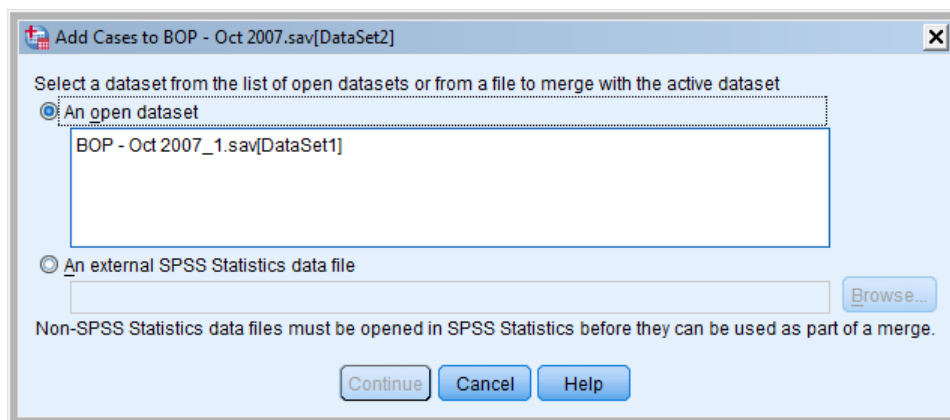 Add Cases to BOP - Oct 2007.sav[DataSet2]
Select a dataset from the list of open datasets or from a file to merge with the active dataset
An open dataset
BOP - Oct 2007_1.sav[DataSet1]
An external SPSS Statistics data file
Browse...
Non-SPSS Statistics data files must be opened in SPSS Statistics before they can be used as part of a merge.
Continue Cancel Help